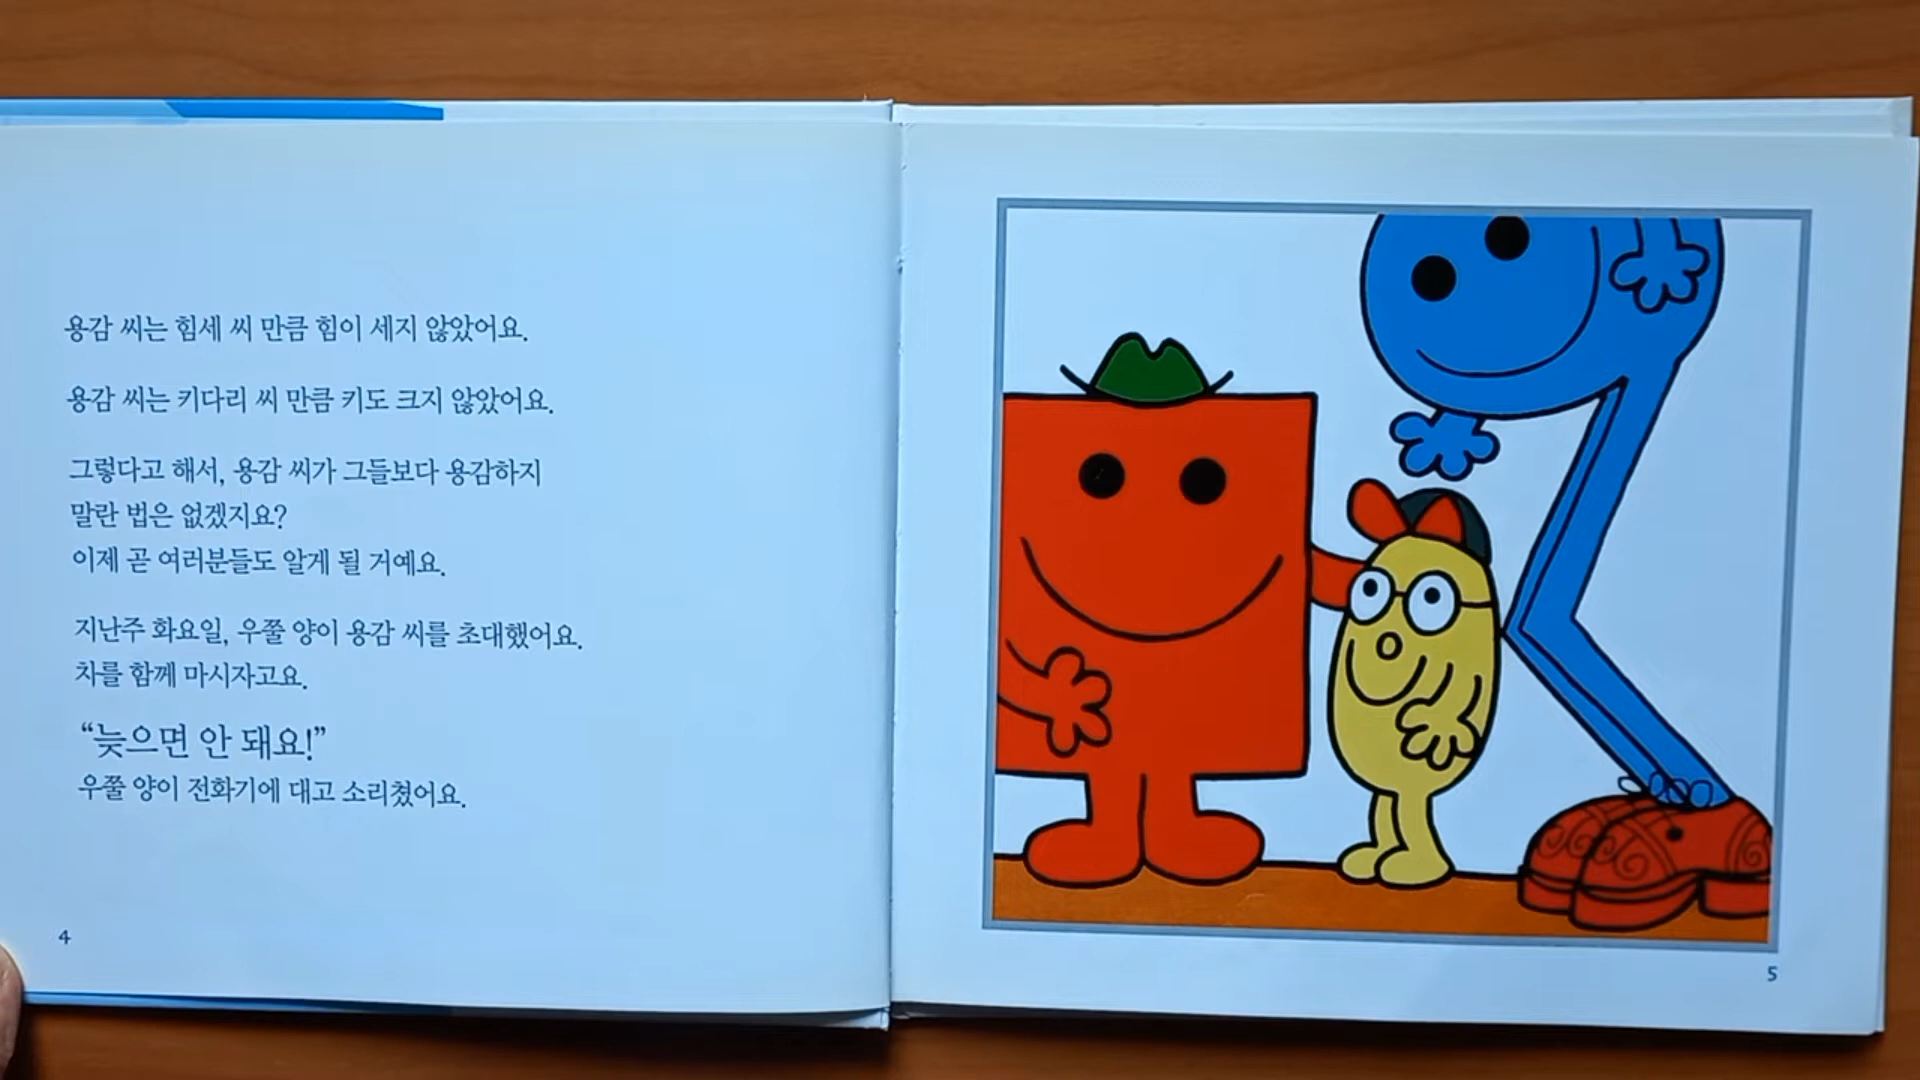 용감 씨는 힘세 씨 만큼 힘이 세지 않았어요.
용감 씨는 키다리 씨 만큼 키도 크지 않았어요.
그렇다고 해서, 용감 씨가 그들보다 용감하지
말란 법은 없겠지요?
이제 곧 여러분들도 알게 될 거예요.
지난주 화요일, 우쭐 양이 용감 씨를 초대했어요.
차를 함께 마시자고요.
“늦으면 안 돼요!”
우쭐 양이 전화기에 대고 소리쳤어요.
4
5